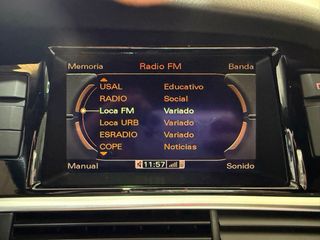 Memoria Radio FM Banda
USAL Educativo
RADIO Social
Loca FM Variado
Loca URB Variado
ESRADIO Variado
COPE Noticias
Manual 11:57 Sonido